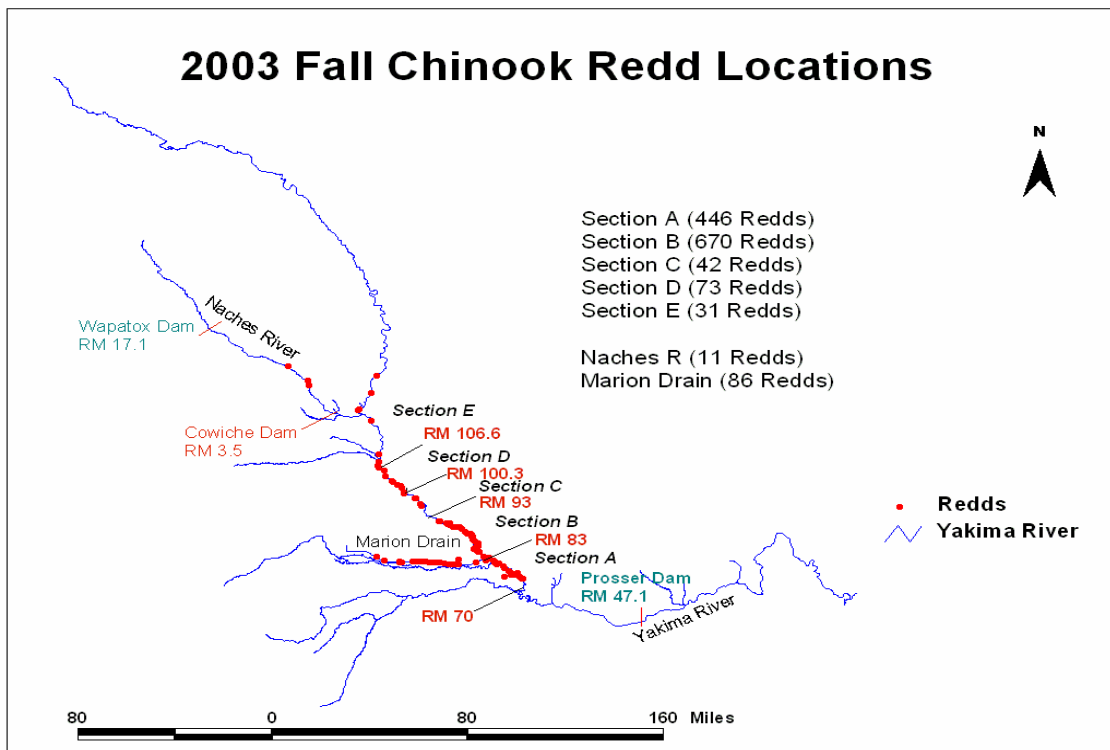 2003 Fall Chinook Redd Locations
N
Section A (446 Redds)
Section B (670 Redds)
Section C (42 Redds)
Section D (73 Redds)
Section E (31 Redds)
Naches R (11 Redds)
Marion Drain (86 Redds)
Naches River
Wapatox Dam
RM 17.1
Section E
Cowiche Dam
RM 3.5
RM 106.6
Section D
RM 100.3
Section C
RM 93
Section B
RM 83
Marion Drain
Section A
Prosser Dam
RM 47.1
RM 70
Yakima River
Redds
Yakima River
80 0 80 160 Miles